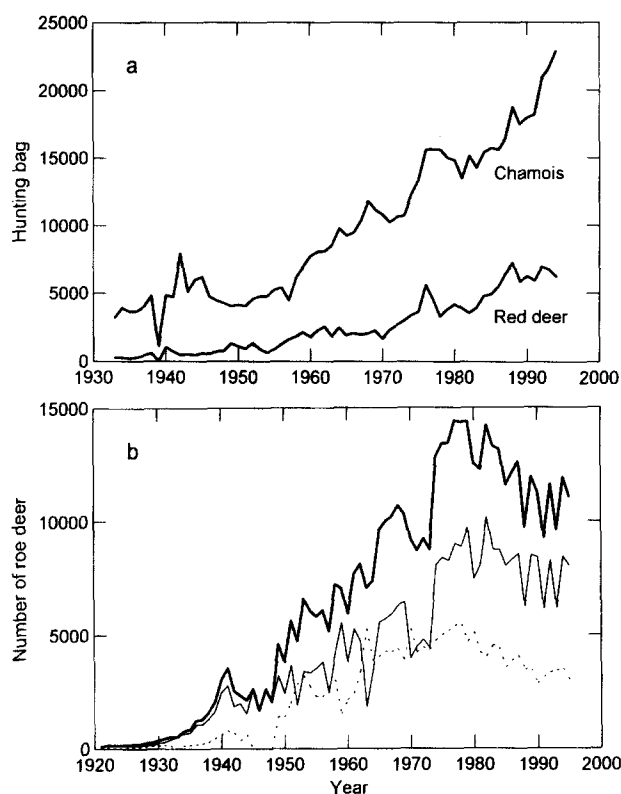 25000
a
20000
15000
Hunting bag
Chamois
10000
5000
Red deer
0
1930 1940 1950 1960 1970 1980 1990 2000
15000
b
10000
Number of roe deer
5000
0
1920 1930 1940 1950 1960 1970 1980 1990 2000
Year